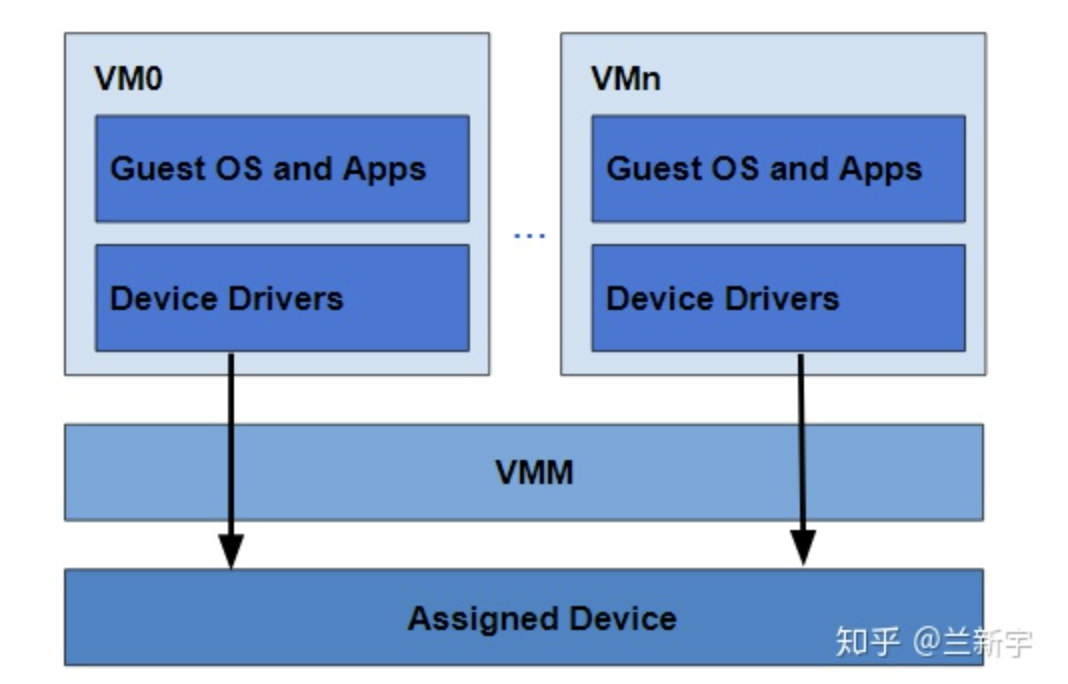 VM0
Guest OS and Apps
Device Drivers
...
VMn
Guest OS and Apps
Device Drivers
VMM
Assigned Device
知乎 @兰新宇